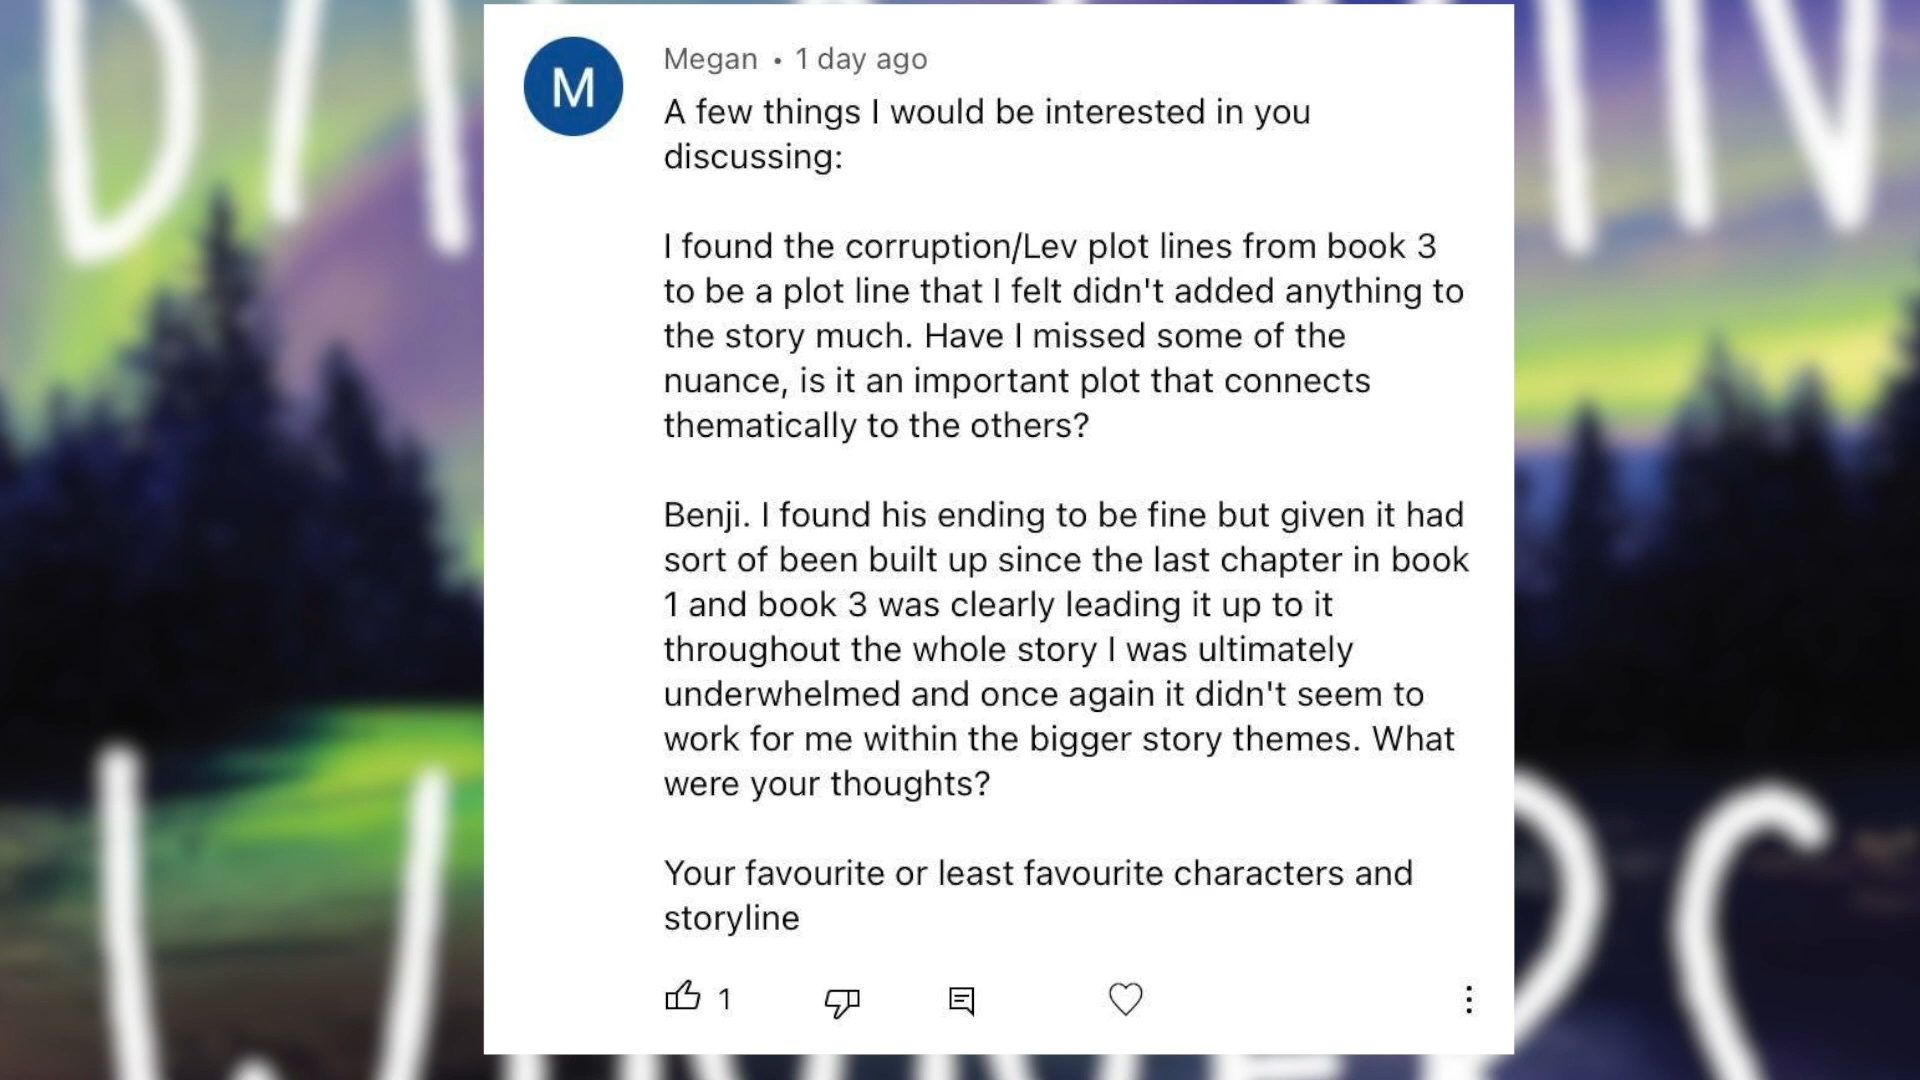 M
Megan • 1 day ago
A few things I would be interested in you
discussing:
I found the corruption/Lev plot lines from book 3
to be a plot line that I felt didn't added anything to
the story much. Have I missed some of the
nuance, is it an important plot that connects
thematically to the others?
Benji. I found his ending to be fine but given it had
sort of been built up since the last chapter in book
1 and book 3 was clearly leading it up to it
throughout the whole story I was ultimately
underwhelmed and once again it didn't seem to
work for me within the bigger story themes. What
were your thoughts?
Your favourite or least favourite characters and
storyline
1